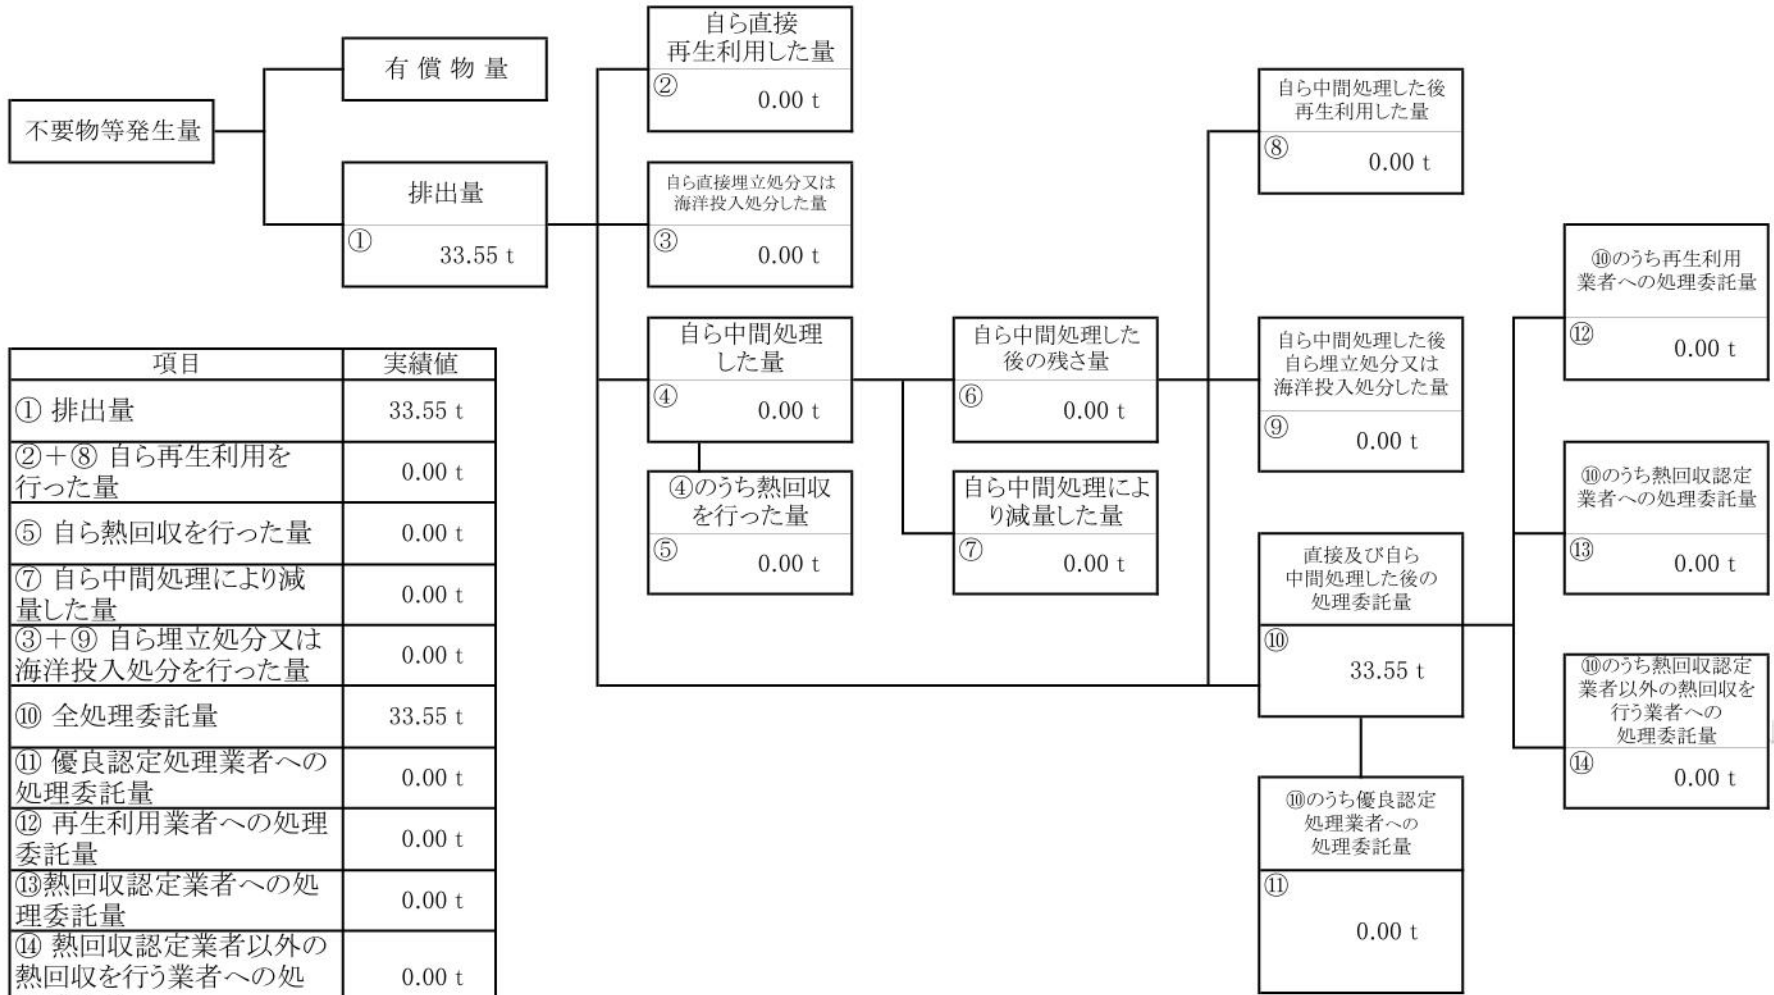 不要物等発生量
有償物量
排出量
①
33.55 t
自ら直接
再生利用した量
②
0.00 t
自ら直接埋立処分又は
海洋投入処分した量
③
0.00 t
自ら中間処理
した量
④
0.00 t
④のうち熱回収
を行った量
⑤
0.00 t
自ら中間処理した
後の残さ量
⑥
0.00 t
自ら中間処理によ
り減量した量
⑦
0.00 t
自ら中間処理した後
再生利用した量
⑧
0.00 t
自ら中間処理した後
自ら埋立処分又は
海洋投入処分した量
⑨
0.00 t
直接及び自ら
中間処理した後の
処理委託量
⑩
33.55 t
⑩のうち優良認定
処理業者への
処理委託量
⑪
0.00 t
⑩のうち再生利用
業者への処理委託量
⑫
0.00 t
⑩のうち熱回収認定
業者への処理委託量
⑬
0.00 t
⑩のうち熱回収認定
業者以外の熱回収を
行う業者への
処理委託量
⑭
0.00 t
項目 実績値
① 排出量 33.55 t
②+⑧ 自ら再生利用を
行った量 0.00 t
⑤ 自ら熱回収を行った量 0.00 t
⑦ 自ら中間処理により減
量した量 0.00 t
③+⑨ 自ら埋立処分又は
海洋投入処分を行った量 0.00 t
⑩ 全処理委託量 33.55 t
⑪ 優良認定処理業者への
処理委託量 0.00 t
⑫ 再生利用業者への処理
委託量 0.00 t
⑬熱回収認定業者への処
理委託量 0.00 t
⑭ 熱回収認定業者以外の
熱回収を行う業者への処 0.00 t